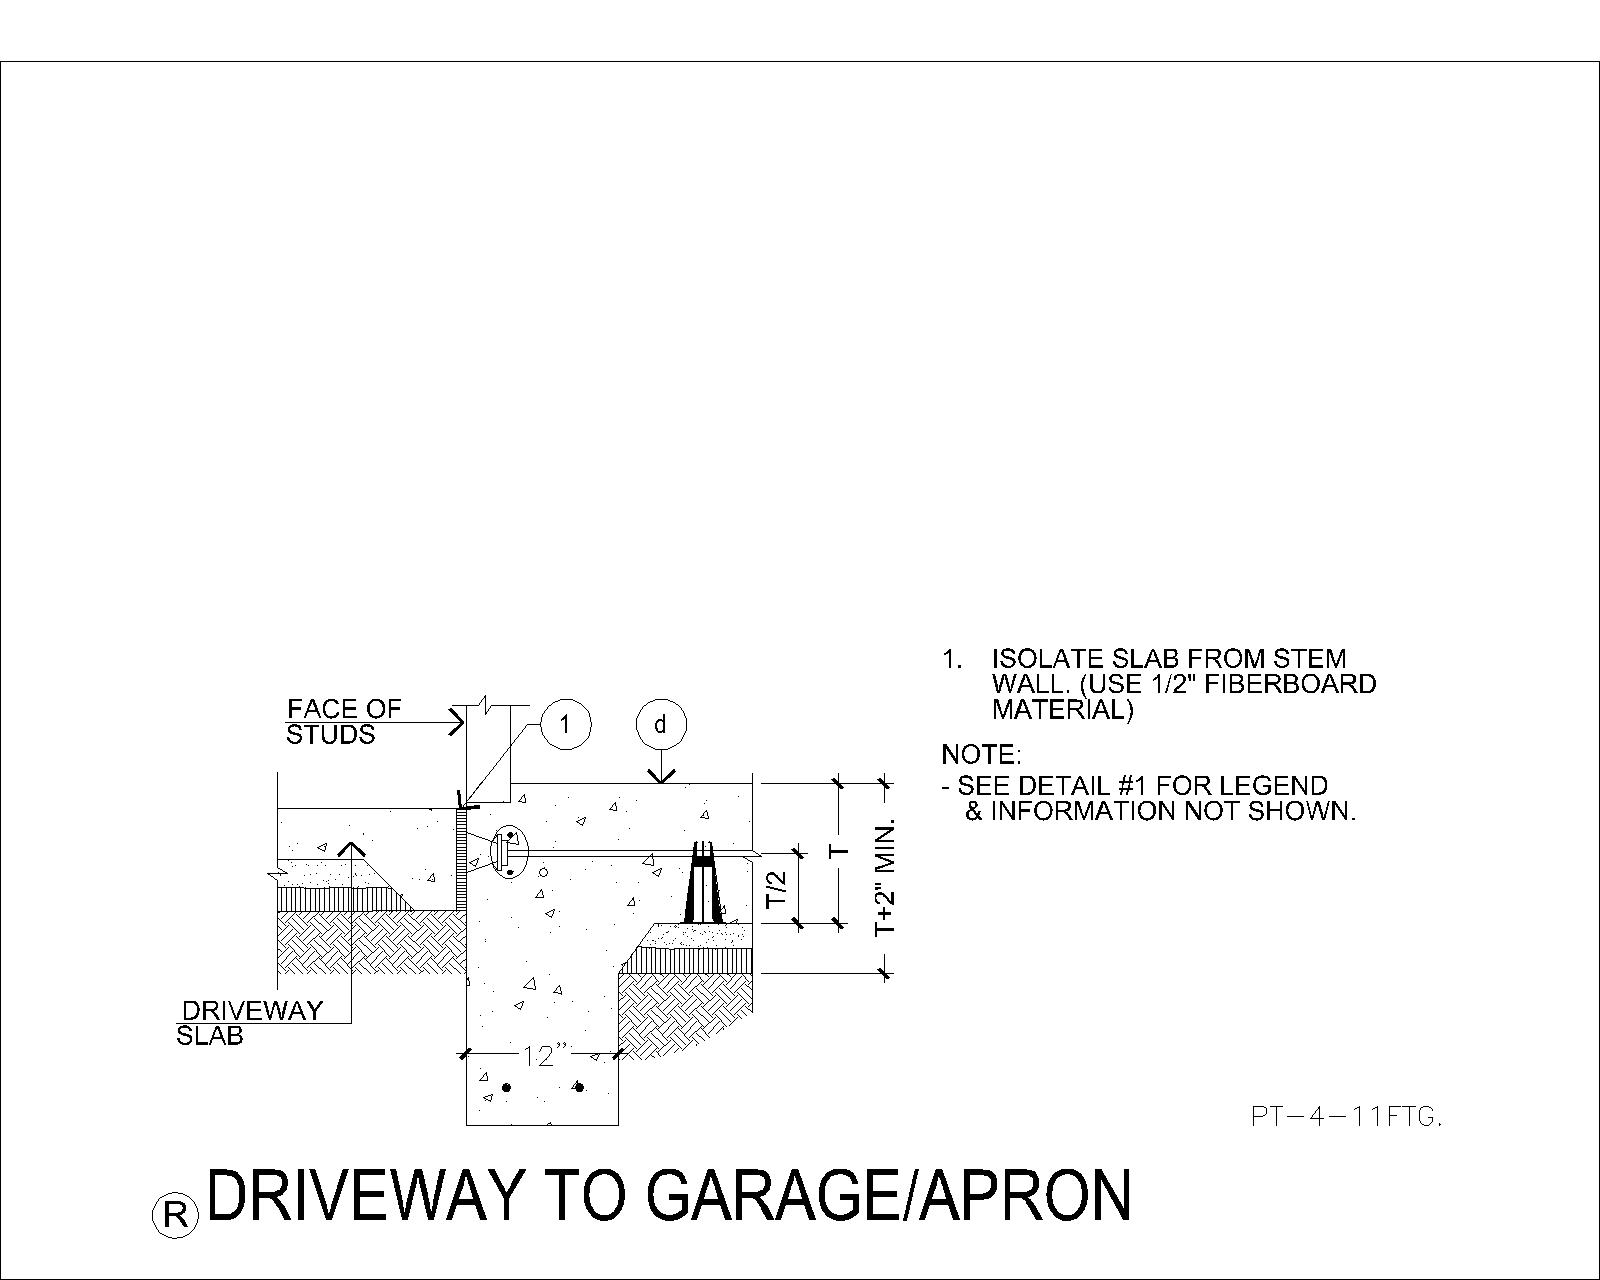 1. ISOLATE SLAB FROM STEM
WALL. (USE 1/2" FIBERBOARD
MATERIAL)
NOTE:
- SEE DETAIL #1 FOR LEGEND
& INFORMATION NOT SHOWN.
FACE OF
STUDS
1
d
T/2
T
T+2" MIN.
DRIVEWAY
SLAB
12"
PT-4-11FTG.
R DRIVEWAY TO GARAGE/APRON